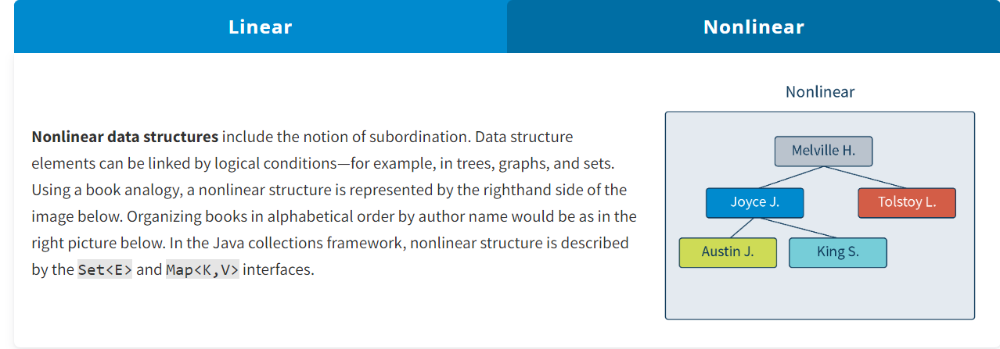 Linear
Nonlinear
Nonlinear data structures include the notion of subordination. Data structure
elements can be linked by logical conditions—for example, in trees, graphs, and sets.
Using a book analogy, a nonlinear structure is represented by the righthand side of the
image below. Organizing books in alphabetical order by author name would be as in the
right picture below. In the Java collections framework, nonlinear structure is described
by the Set<E> and Map<K,V> interfaces.
Nonlinear
Melville H.
Joyce J.
Tolstoy L.
Austin J.
King S.